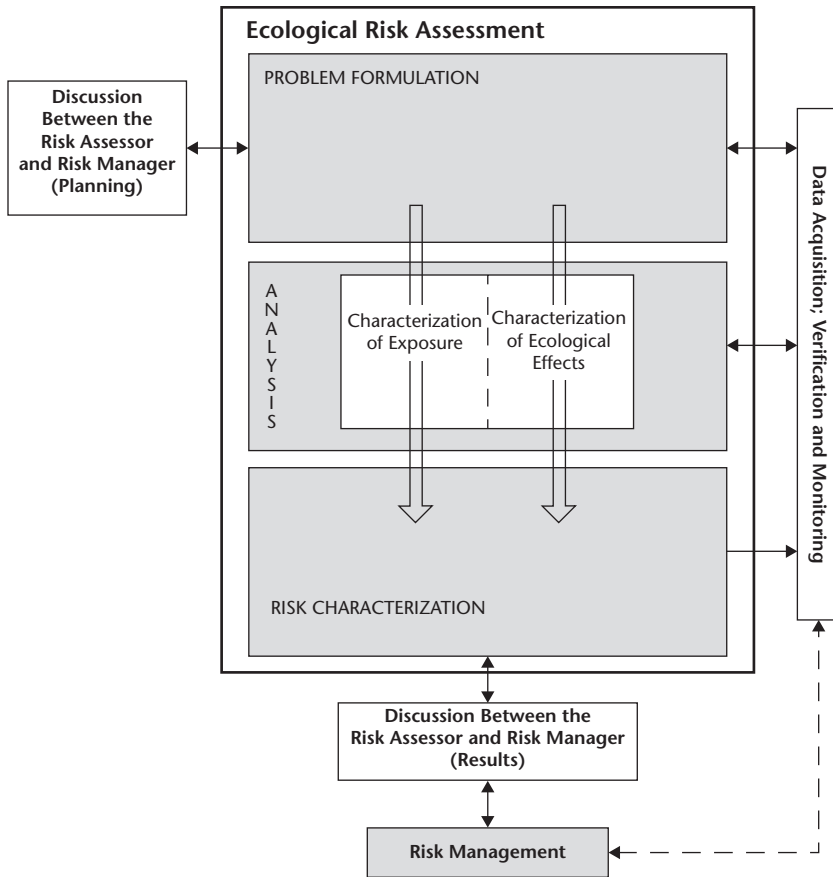 Ecological Risk Assessment
PROBLEM FORMULATION
Discussion
Between the
Risk Assessor
and Risk Manager
(Planning)
ANALYSIS
Characterization
of Exposure
Characterization
of Ecological
Effects
Data Acquisition; Verification and Monitoring
RISK CHARACTERIZATION
Discussion Between the
Risk Assessor and Risk Manager
(Results)
Risk Management